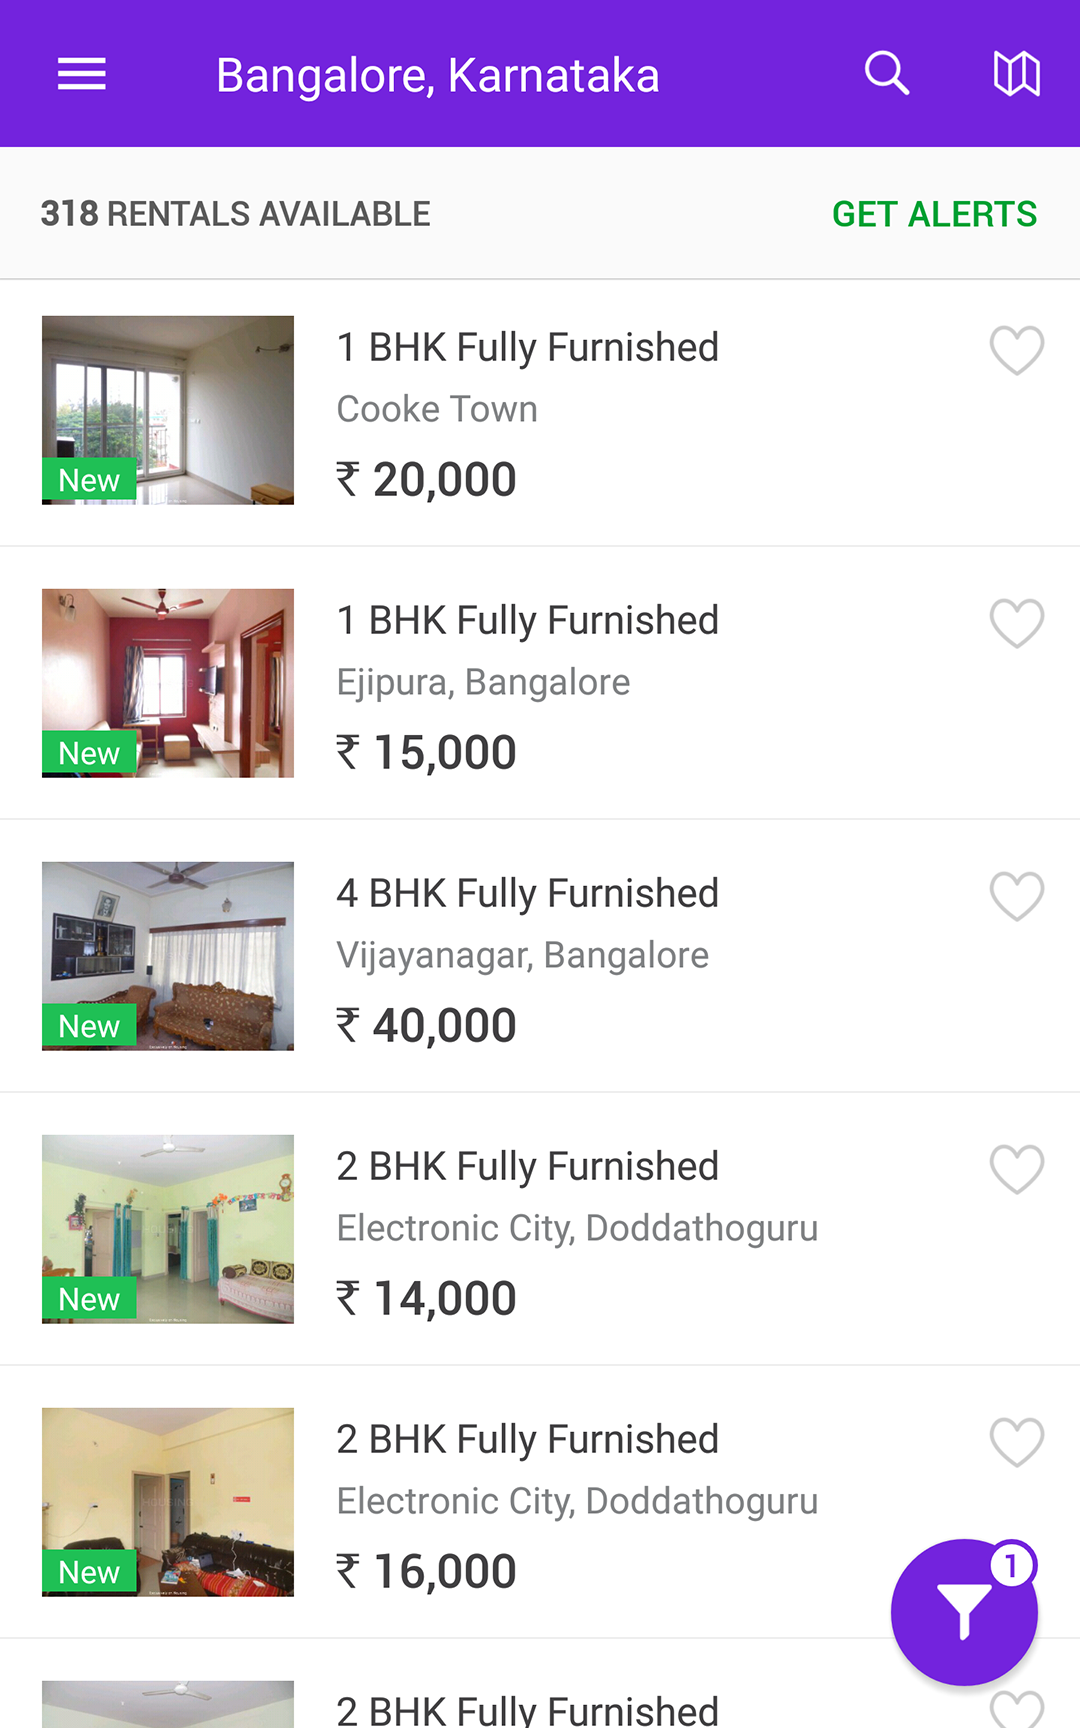 Bangalore, Karnataka
318 RENTALS AVAILABLE
GET ALERTS
1 BHK Fully Furnished
Cooke Town
₹ 20,000
New
1 BHK Fully Furnished
Ejipura, Bangalore
₹ 15,000
New
4 BHK Fully Furnished
Vijayanagar, Bangalore
₹ 40,000
New
2 BHK Fully Furnished
Electronic City, Doddathoguru
₹ 14,000
New
2 BHK Fully Furnished
Electronic City, Doddathoguru
₹ 16,000
New
1
2 BHK Fully Furnished